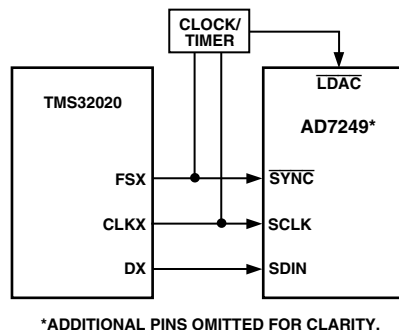 CLOCK/
TIMER
LDAC
TMS32020
AD7249*
FSX
SYNC
CLKX
SCLK
DX
SDIN
*ADDITIONAL PINS OMITTED FOR CLARITY.